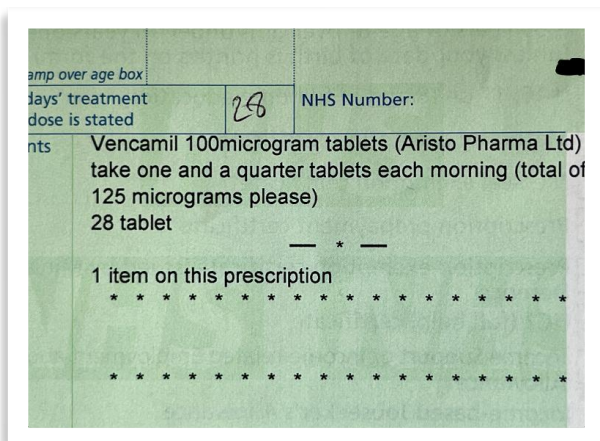 amp over age box
days' treatment
dose is stated
28
NHS Number:
nts
Vencamil 100microgram tablets (Aristo Pharma Ltd)
take one and a quarter tablets each morning (total of
125 micrograms please)
28 tablet
— * —
1 item on this prescription
* * * * * * * * * * * * * * * * * * *
* * * * * * * * * * * * * * * * * * *